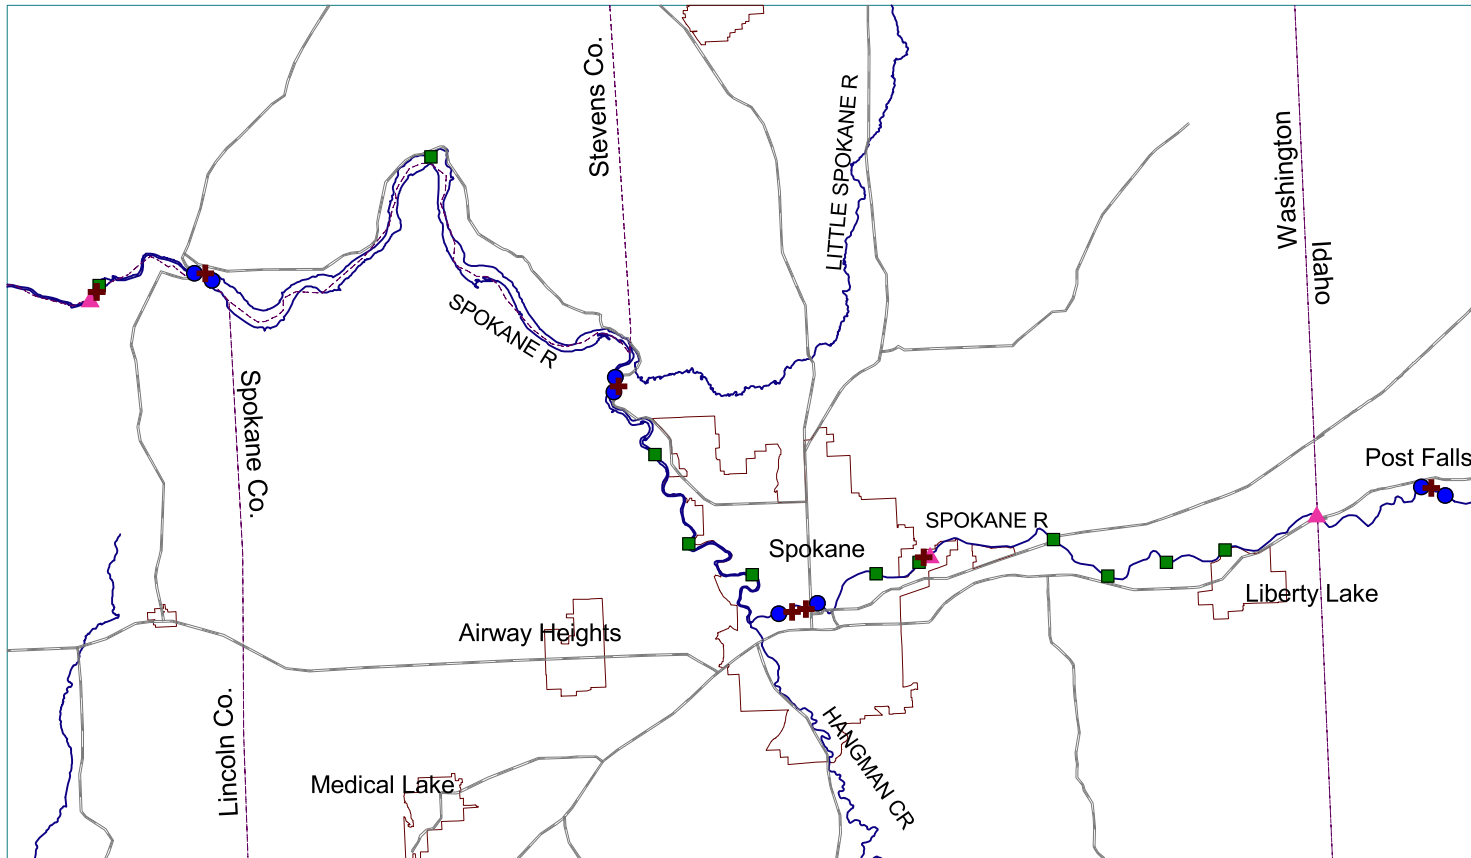 Stevens Co.
LITTLE SPOKANE R
Washington
Idaho
SPOKANE R
Spokane Co.
Post Falls
SPOKANE R
Spokane
Liberty Lake
Airway Heights
Lincoln Co.
HANGMAN CR
Medical Lake